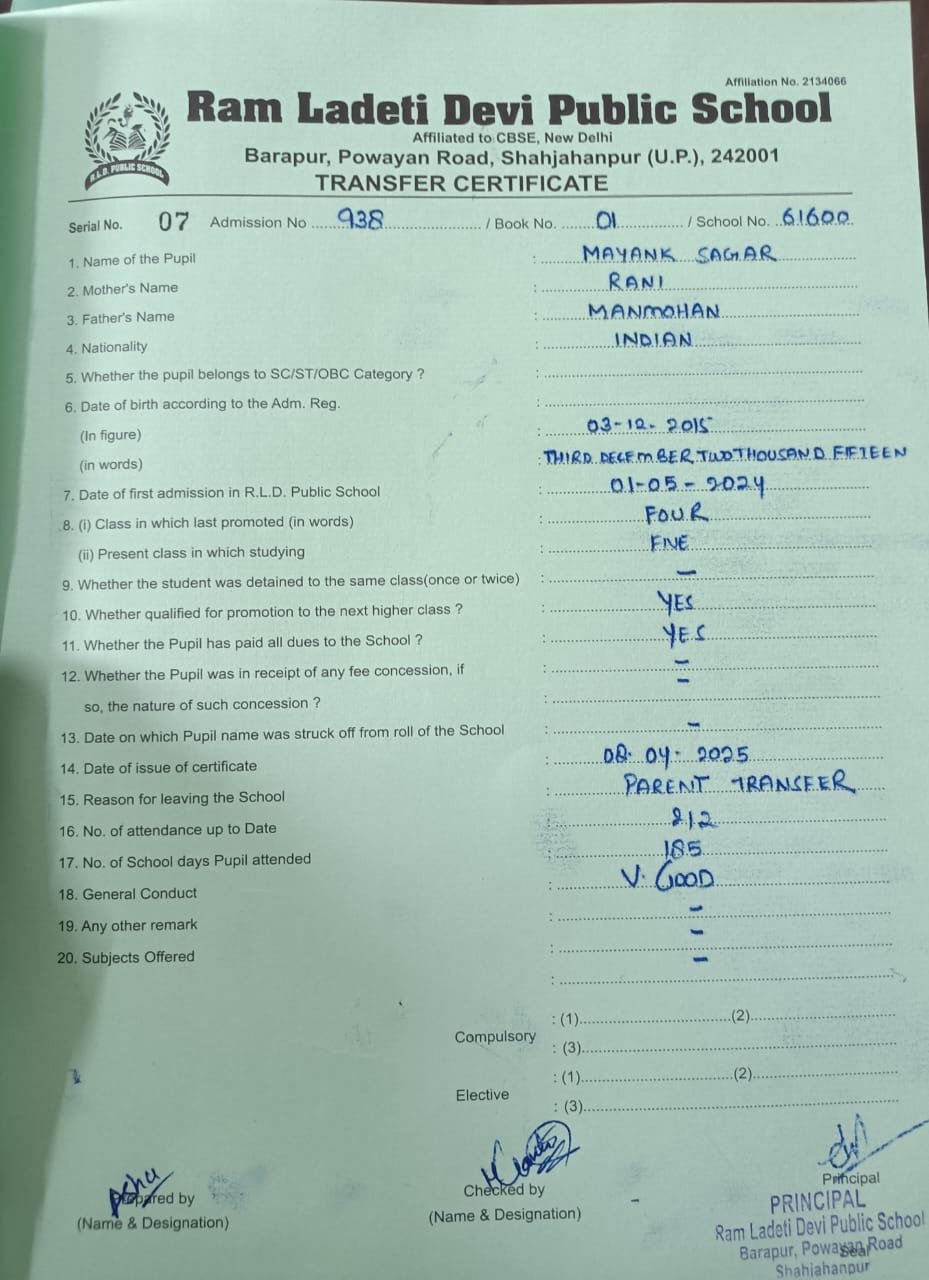 Affiliation No. 2134066
Ram Ladeti Devi Public School
R.L.D. PUBLIC SCHOOL
Affiliated to CBSE, New Delhi
Barapur, Powayan Road, Shahjahanpur (U.P.), 242001
TRANSFER CERTIFICATE
Serial No. 07 Admission No 938 / Book No. 01 / School No. 61600
1. Name of the Pupil : MAYANK SAGAR
2. Mother's Name : RANI
3. Father's Name : MANMOHAN
4. Nationality : INDIAN
5. Whether the pupil belongs to SC/ST/OBC Category ? :
6. Date of birth according to the Adm. Reg. :
(In figure) : 03-12-2015
(in words) : THIRD DECEMBER TWO THOUSAND FIFTEEN
7. Date of first admission in R.L.D. Public School : 01-05-2024
8. (i) Class in which last promoted (in words) : FOUR
(ii) Present class in which studying : FIVE
9. Whether the student was detained to the same class(once or twice) : -
10. Whether qualified for promotion to the next higher class ? : YES
11. Whether the Pupil has paid all dues to the School ? : YES
12. Whether the Pupil was in receipt of any fee concession, if : -
so, the nature of such concession ? : -
13. Date on which Pupil name was struck off from roll of the School : -
14. Date of issue of certificate : 08.04-2025
15. Reason for leaving the School : PARENT TRANSFER
16. No. of attendance up to Date : 212
17. No. of School days Pupil attended : 185
18. General Conduct : V. GOOD
19. Any other remark : -
20. Subjects Offered : -
: -
Compulsory : (1) (2)
: (3)
Elective : (1) (2)
: (3)
Ashu
Prepared by
(Name & Designation)
Checked by
(Name & Designation)
Principal
PRINCIPAL
Ram Ladeti Devi Public School
Barapur, Powayan Road
Seal
Shahjahanpur